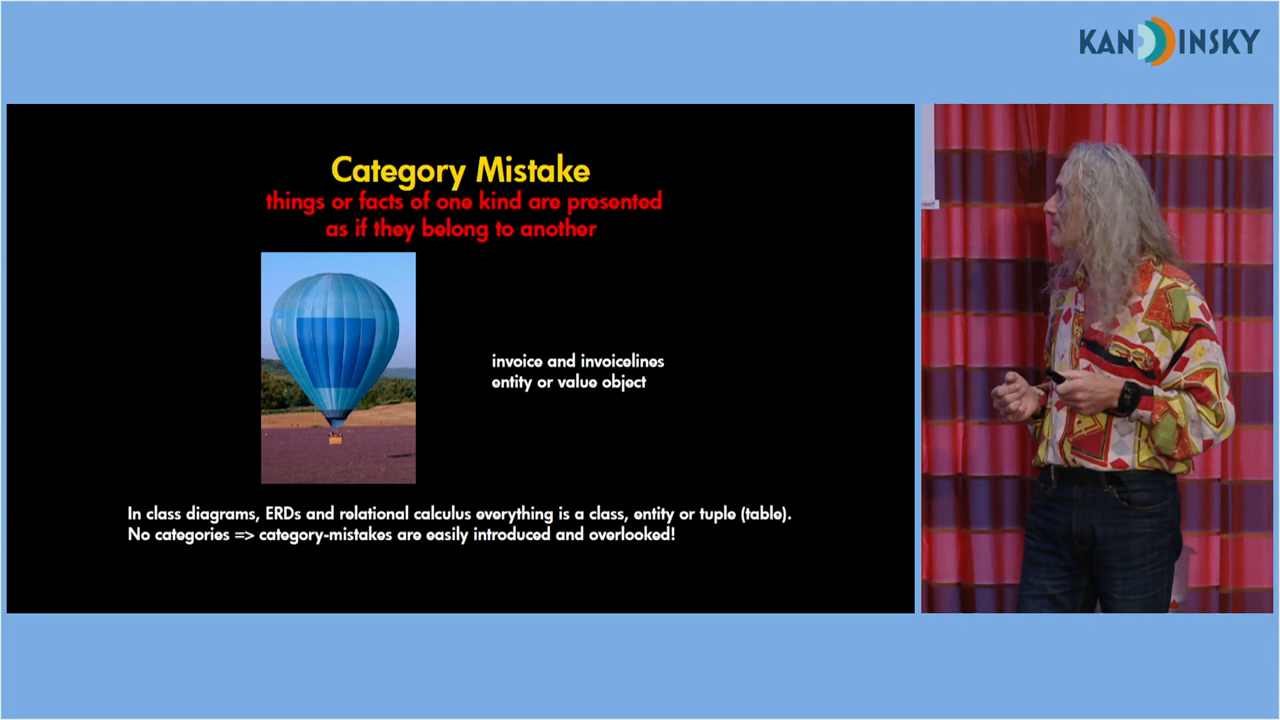 KANDDINSKY
Category Mistake
things or facts of one kind are presented
as if they belong to another
invoice and invoicelines
entity or value object
In class diagrams, ERDs and relational calculus everything is a class, entity or tuple (table).
No categories => category-mistakes are easily introduced and overlooked!